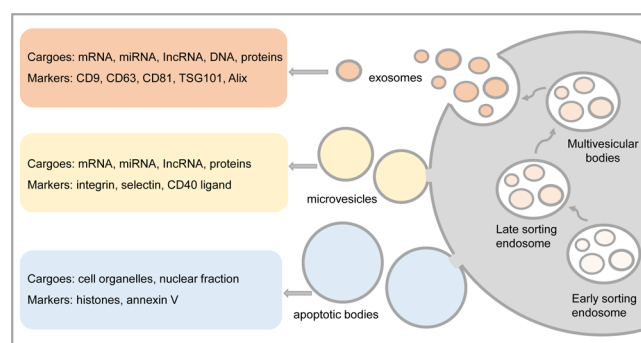 Cargoes: mRNA, miRNA, lncRNA, DNA, proteins
Markers: CD9, CD63, CD81, TSG101, Alix
exosomes
Multivesicular
bodies
Cargoes: mRNA, miRNA, lncRNA, proteins
Markers: integrin, selectin, CD40 ligand
microvesicles
Late sorting
endosome
Cargoes: cell organelles, nuclear fraction
Markers: histones, annexin V
apoptotic bodies
Early sorting
endosome